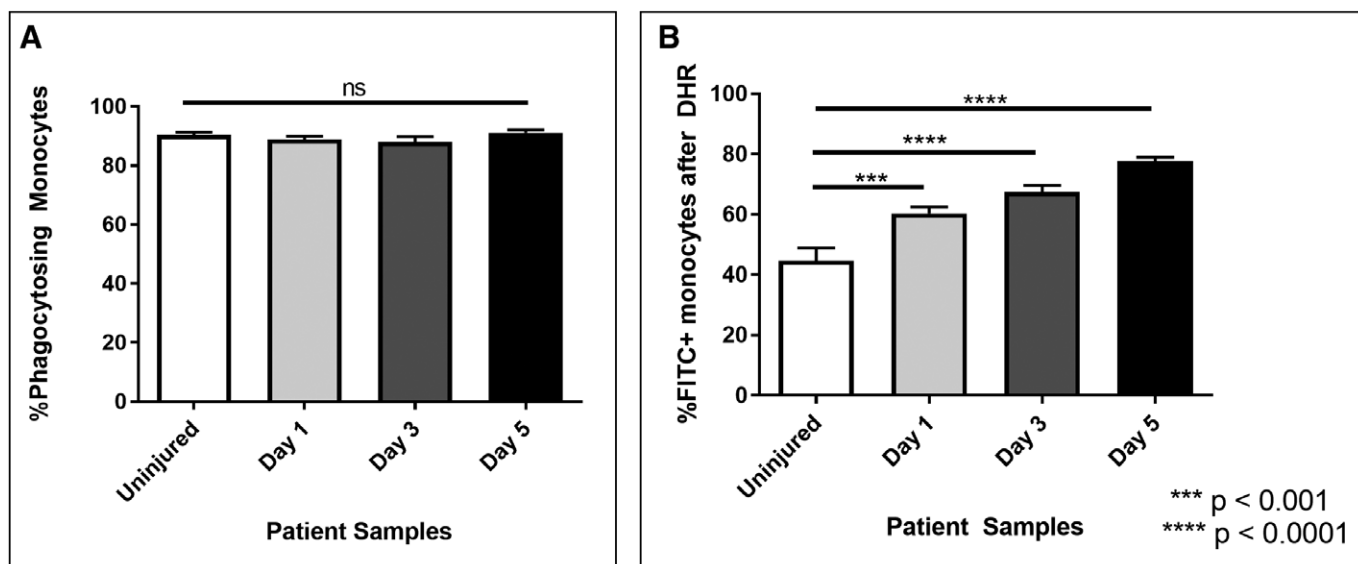 A
%Phagocytosing Monocytes
ns
100
80
60
40
20
0
Uninjured
Day 1
Day 3
Day 5
Patient Samples
B
%FITC+ monocytes after DHR
****
****
***
100
80
60
40
20
0
Uninjured
Day 1
Day 3
Day 5
Patient Samples
*** p < 0.001
**** p < 0.0001